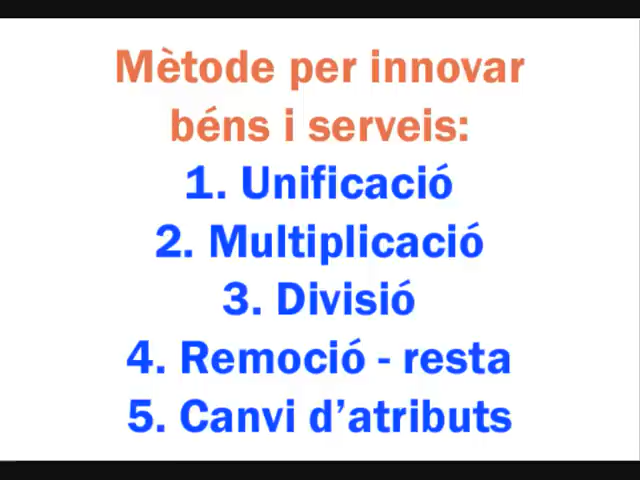 Mètode per innovar
béns i serveis:
1. Unificació
2. Multiplicació
3. Divisió
4. Remoció - resta
5. Canvi d’atributs